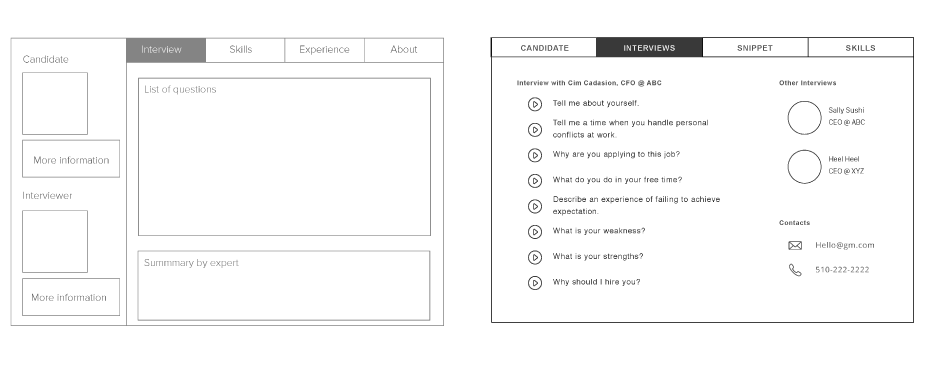 Candidate
More Information
Interviewer
More Information
Interview
Skills
Experience
About
List of questions
Summmary by expert
CANDIDATE
INTERVIEWS
SNIPPET
SKILLS
Interview with Cim Cadasion, CFO @ ABC
Tell me about yourself.
Tell me a time when you handle personal
conflicts at work.
Why are you applying to this job?
What do you do in your free time?
Describe an experience of failing to achieve
expectation.
What is your weakness?
What is your strengths?
Why should I hire you?
Other Interviews
Sally Sushi
CEO @ ABC
Heel Heel
CEO @ XYZ
Contacts
Hello@gm.com
510-222-2222